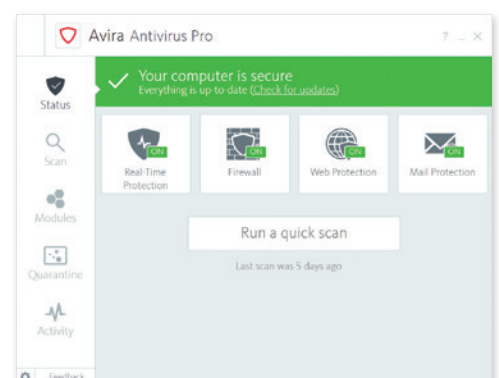 Avira Antivirus Pro
? – ×
Your computer is secure
Everything is up-to-date (Check for updates)
Status
Scan
Modules
Quarantine
Activity
Feedback
ON
Real-Time
Protection
ON
Firewall
ON
Web Protection
ON
Mail Protection
Run a quick scan
Last scan was 5 days ago